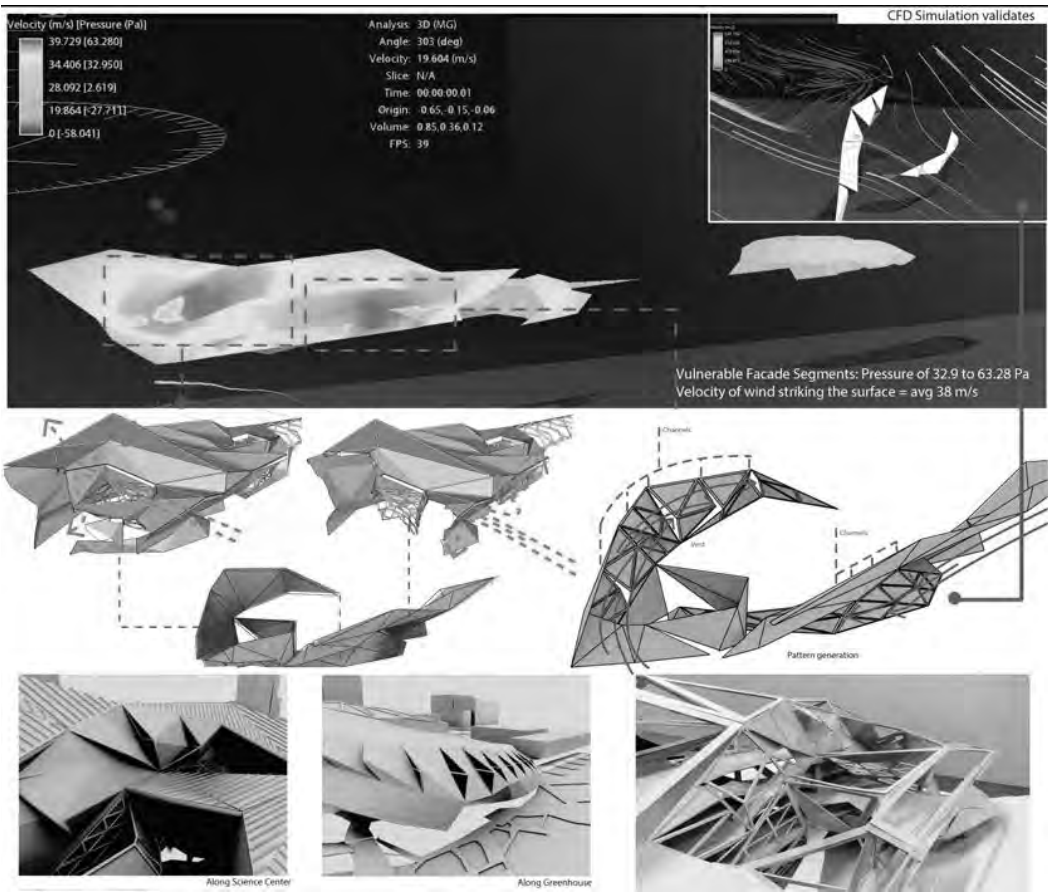 CFD Simulation validates
Velocity (m/s) [Pressure (Pa)]
39.729 [63.280]
34.406 [32.950]
28.092 [2.619]
19.864 [-27.711]
0 [-58.041]
Analysis: 3D (MG)
Angle: 303 (deg)
Velocity: 19.604 (m/s)
Slice: N/A
Time: 00:00:00.01
Origin: -0.65,-0.15,-0.06
Volume: 0.85,0.36,0.12
FPS: 39
Vulnerable Facade Segments: Pressure of 32.9 to 63.28 Pa
Velocity of wind striking the surface = avg 38 m/s
Channels
Vent
Channels
Pattern generation
Along Science Center
Along Greenhouse